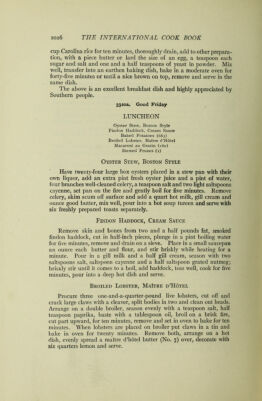 1016 THE INTERNATIONAL COOK BOOK
cup Carolina rice for ten minutes, thoroughly drain, add to other prepara-
tion, with a piece butter or lard the size of an egg, a teaspoon each
sugar and salt and one and a half teaspoons of yeast in powder. Mix
well, transfer into an earthen baking dish, bake in a moderate oven for
forty-five minutes or until a nice brown on top, remove and serve in the
same dish.
The above is an excellent breakfast dish and highly appreciated by
Southern people.
Good Friday
LUNCHEON
Oyster Stew, Boston Style
Findon Haddock, Cream Sauce
Baked Potatoes
Broiled Lobster, Maître d'Hôtel
Macaroni au Gratin
Stewed Prunes
OYSTER STEW, BOSTON STYLE
Have twenty-four large box oysters placed in a stew pan with their
own liquor, add an extra pint fresh oyster juice and a pint of water,
four branches well-cleaned celery, a teaspoon salt and two light saltspoons
cayenne, set pan on the fire and gently boil for five minutes. Remove
celery, skim scum off surface and add a quart hot milk, gill cream and
ounce good butter, mix well, pour into a hot soup tureen and serve with
six freshly prepared toasts separately.
FINDON HADDOCK, CREAM SAUCE
Remove skin and bones from two and a half pounds fat, smoked
findon haddock, cut in half-inch pieces, plunge in a pint boiling water
for five minutes, remove and drain on a sieve. Place in a small saucepan
an ounce each butter and flour, and stir briskly while heating for a
minute. Pour in a gill milk and a half gill cream, season with two
saltspoons salt, saltspoon cayenne and a half saltspoon grated nutmeg;
briskly stir until it comes to a boil, add haddock, toss well, cook for five
minutes, pour into a deep hot dish and serve.
BROILED LOBSTER, MAÎTRE D'HÔTEL
Procure three one-and-a-quarter-pound live lobsters, cut off and
crack large claws with a cleaver, split bodies in two and clean out heads.
Arrange on a double broiler, season evenly with a teaspoon salt, half
teaspoon paprika, baste with a tablespoon oil, broil on a brisk fire,
cut part upward, for ten minutes, remove and set in oven to bake for ten
minutes. When lobsters are placed on broiler put claws in a tin and
bake in oven for twenty minutes. Remove both, arrange on a hot
dish, evenly spread a maître d'hôtel butter (No. 7) over, decorate with
six quarters lemon and serve.